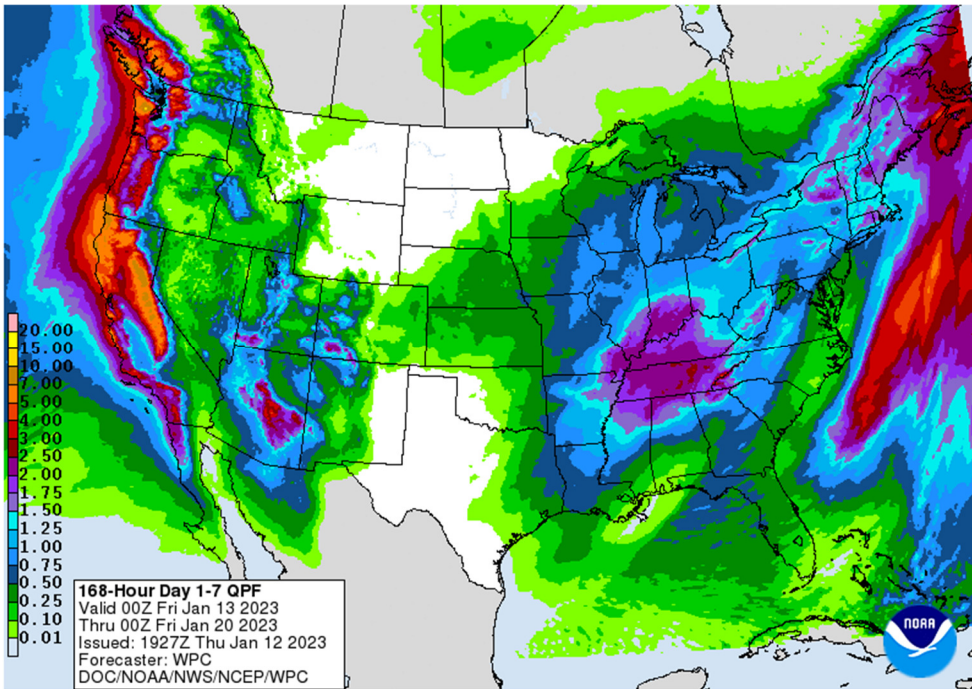 20.00
15.00
10.00
7.00
5.00
4.00
3.00
2.50
2.00
1.75
1.50
1.25
1.00
0.75
0.50
0.25
0.10
0.01
168-Hour Day 1-7 QPF
Valid 00Z Fri Jan 13 2023
Thru 00Z Fri Jan 20 2023
Issued: 1927Z Thu Jan 12 2023
Forecaster: WPC
DOC/NOAA/NWS/NCEP/WPC
NOAA